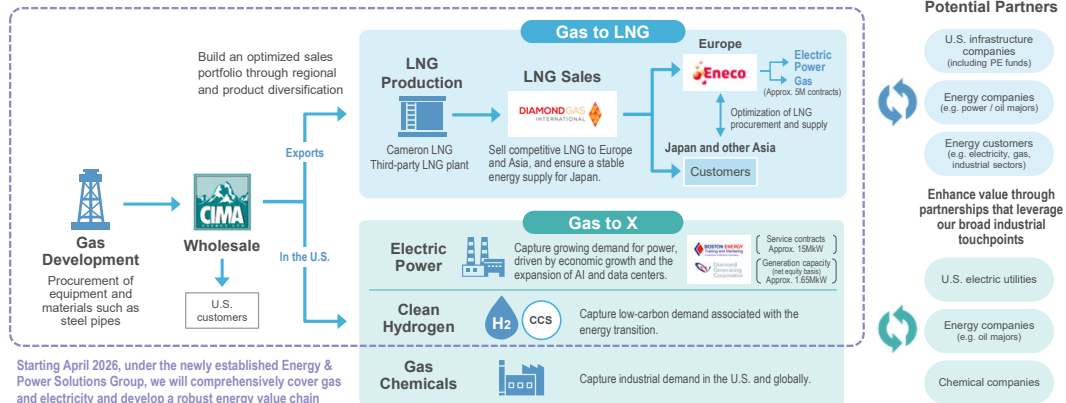 Build an optimized sales
portfolio through regional
and product diversification
Gas
Development
Procurement of
equipment and
materials such as
steel pipes
CIMA
Wholesale
U.S.
customers
Exports
In the U.S.
Gas to LNG
LNG
Production
Cameron LNG
Third-party LNG plant
LNG Sales
DIAMOND GAS
INTERNATIONAL
Sell competitive LNG to Europe
and Asia, and ensure a stable
energy supply for Japan.
Europe
Eneco
Electric
Power
Gas
(Approx. 5M contracts)
Optimization of LNG
procurement and supply
Japan and other Asia
Customers
Gas to X
Electric
Power
Capture growing demand for power,
driven by economic growth and the
expansion of AI and data centers.
BOSTON ENERGY
Trading and Marketing
Diamond
Generating
Corporation
Service contracts
Approx. 15MkW
Generation capacity
(net equity basis)
Approx. 1.65MkW
Clean
Hydrogen
H2
CCS
Capture low-carbon demand associated with the
energy transition.
Gas
Chemicals
Capture industrial demand in the U.S. and globally.
Starting April 2026, under the newly established Energy &
Power Solutions Group, we will comprehensively cover gas
and electricity and develop a robust energy value chain
Potential Partners
U.S. infrastructure
companies
(including PE funds)
Energy companies
(e.g. power / oil majors)
Energy customers
(e.g. electricity, gas,
industrial sectors)
Enhance value through
partnerships that leverage
our broad industrial
touchpoints
U.S. electric utilities
Energy companies
(e.g. oil majors)
Chemical companies